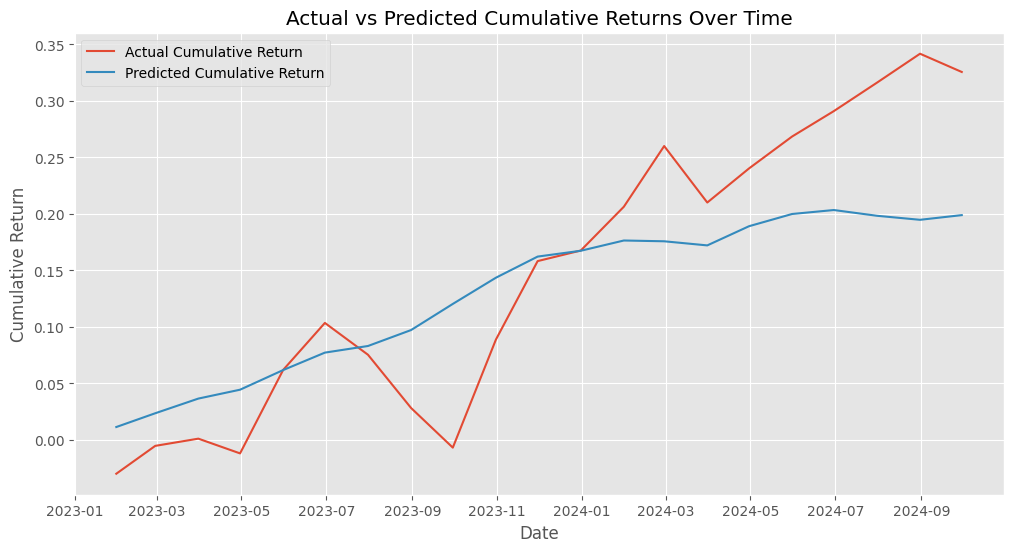 Actual vs Predicted Cumulative Returns Over Time
Actual Cumulative Return
Predicted Cumulative Return
Cumulative Return
0.35
0.30
0.25
0.20
0.15
0.10
0.05
0.00
2023-01 2023-03 2023-05 2023-07 2023-09 2023-11 2024-01 2024-03 2024-05 2024-07 2024-09
Date